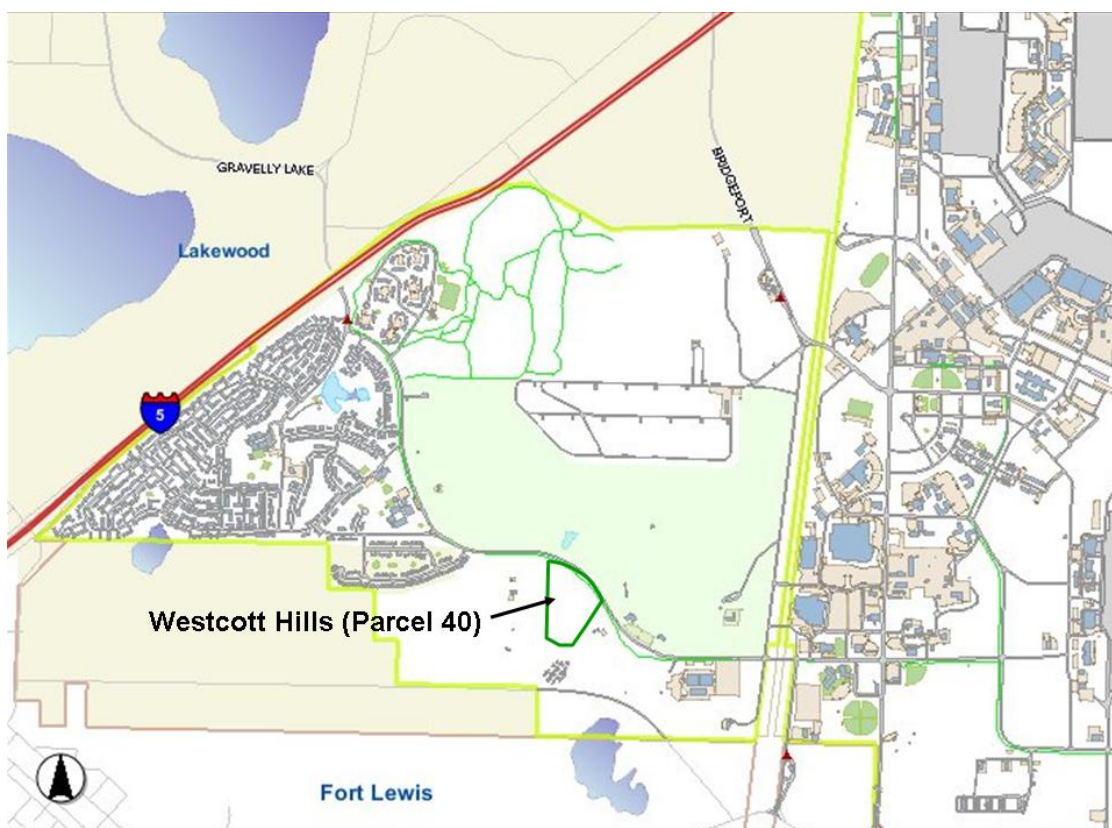 GRAVELLY LAKE
BRIDGEPORT
Lakewood
5
Westcott Hills (Parcel 40)
Fort Lewis